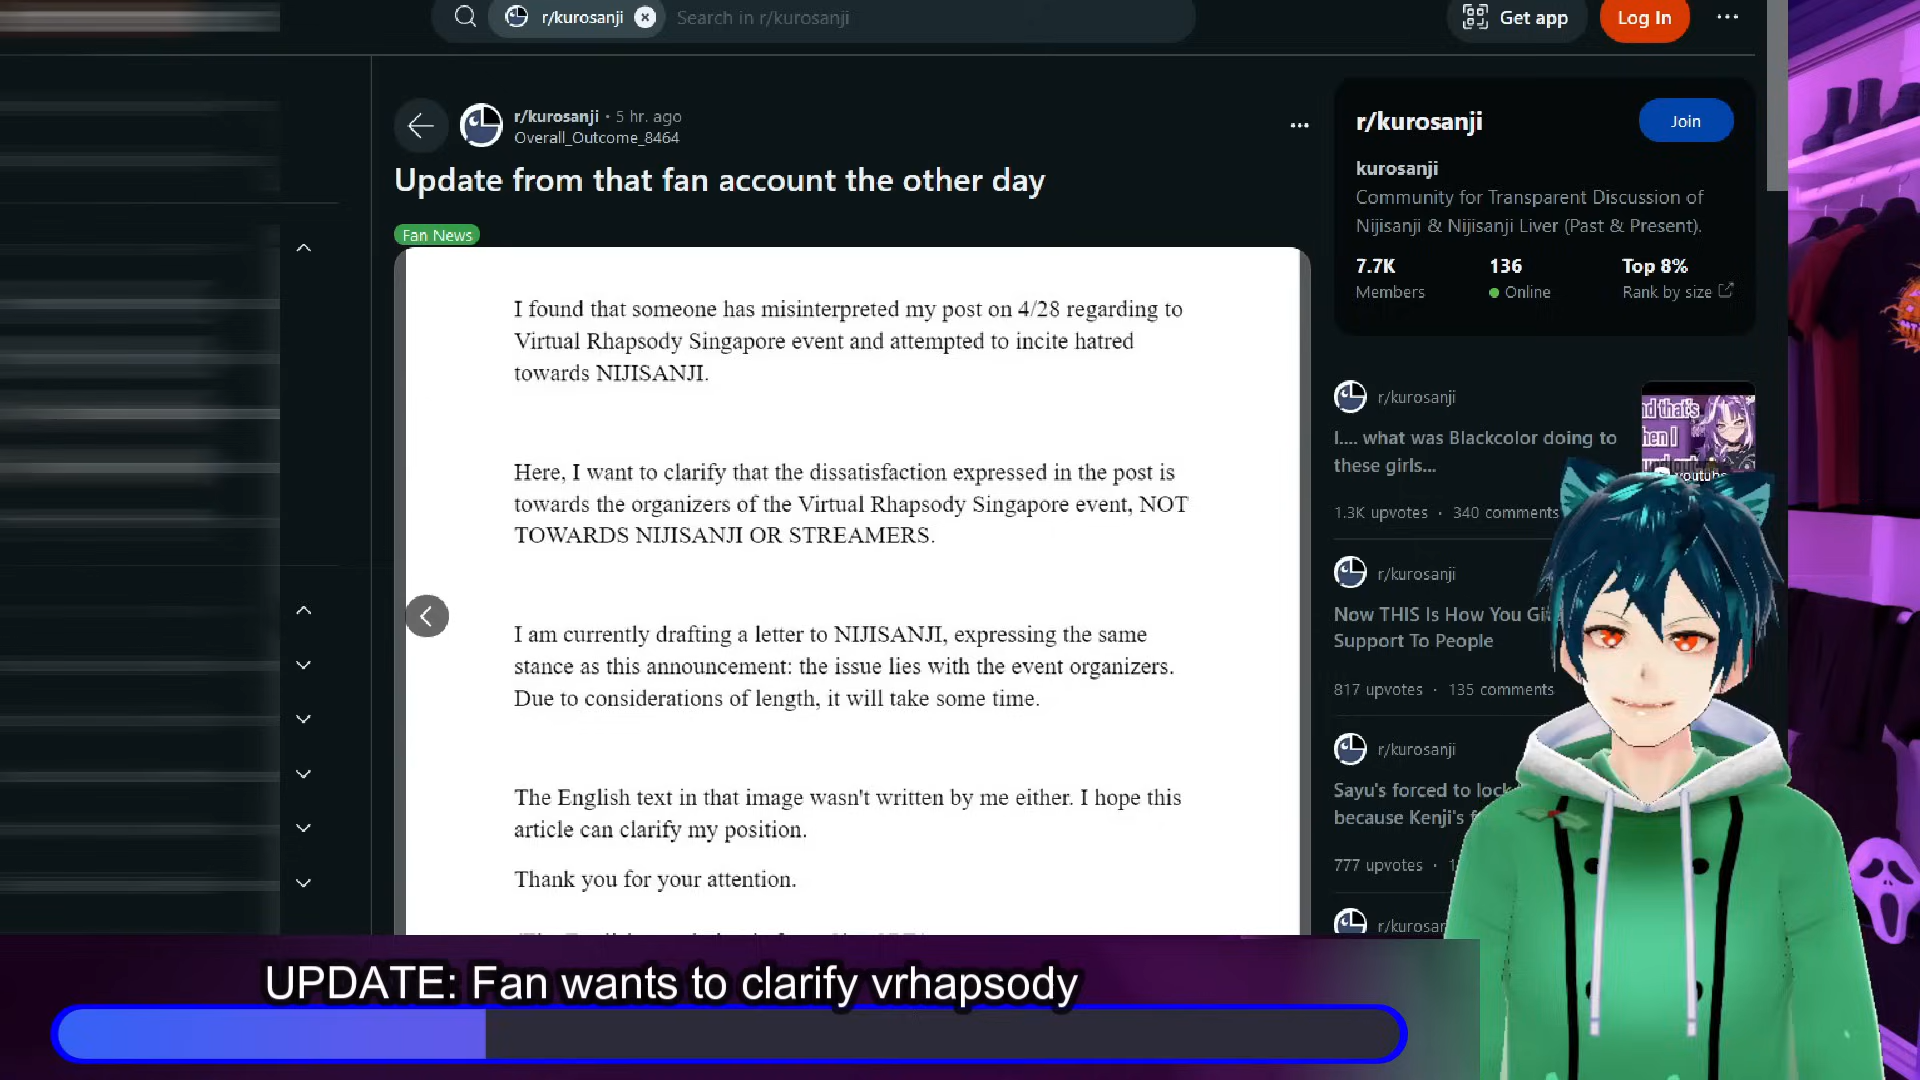 r/kurosanji
Search in r/kurosanji
Get app
Log In
r/kurosanji • 5 hr. ago
Overall_Outcome_8464
Update from that fan account the other day
Fan News
I found that someone has misinterpreted my post on 4/28 regarding to
Virtual Rhapsody Singapore event and attempted to incite hatred
towards NIJISANJI.
Here, I want to clarify that the dissatisfaction expressed in the post is
towards the organizers of the Virtual Rhapsody Singapore event, NOT
TOWARDS NIJISANJI OR STREAMERS.
I am currently drafting a letter to NIJISANJI, expressing the same
stance as this announcement: the issue lies with the event organizers.
Due to considerations of length, it will take some time.
The English text in that image wasn't written by me either. I hope this
article can clarify my position.
Thank you for your attention.
r/kurosanji
Join
kurosanji
Community for Transparent Discussion of
Nijisanji & Nijisanji Liver (Past & Present).
7.7K
136
Top 8%
Members
Online
Rank by size
r/kurosanji
I.... what was Blackcolor doing to
these girls...
1.3K upvotes • 340 comments
r/kurosanji
Now THIS Is How You
Support To People
817 upvotes • 135 comments
r/kurosanji
Sayu's forced to
because Kenji's
777 upvotes •
UPDATE: Fan wants to clarify vrhapsody